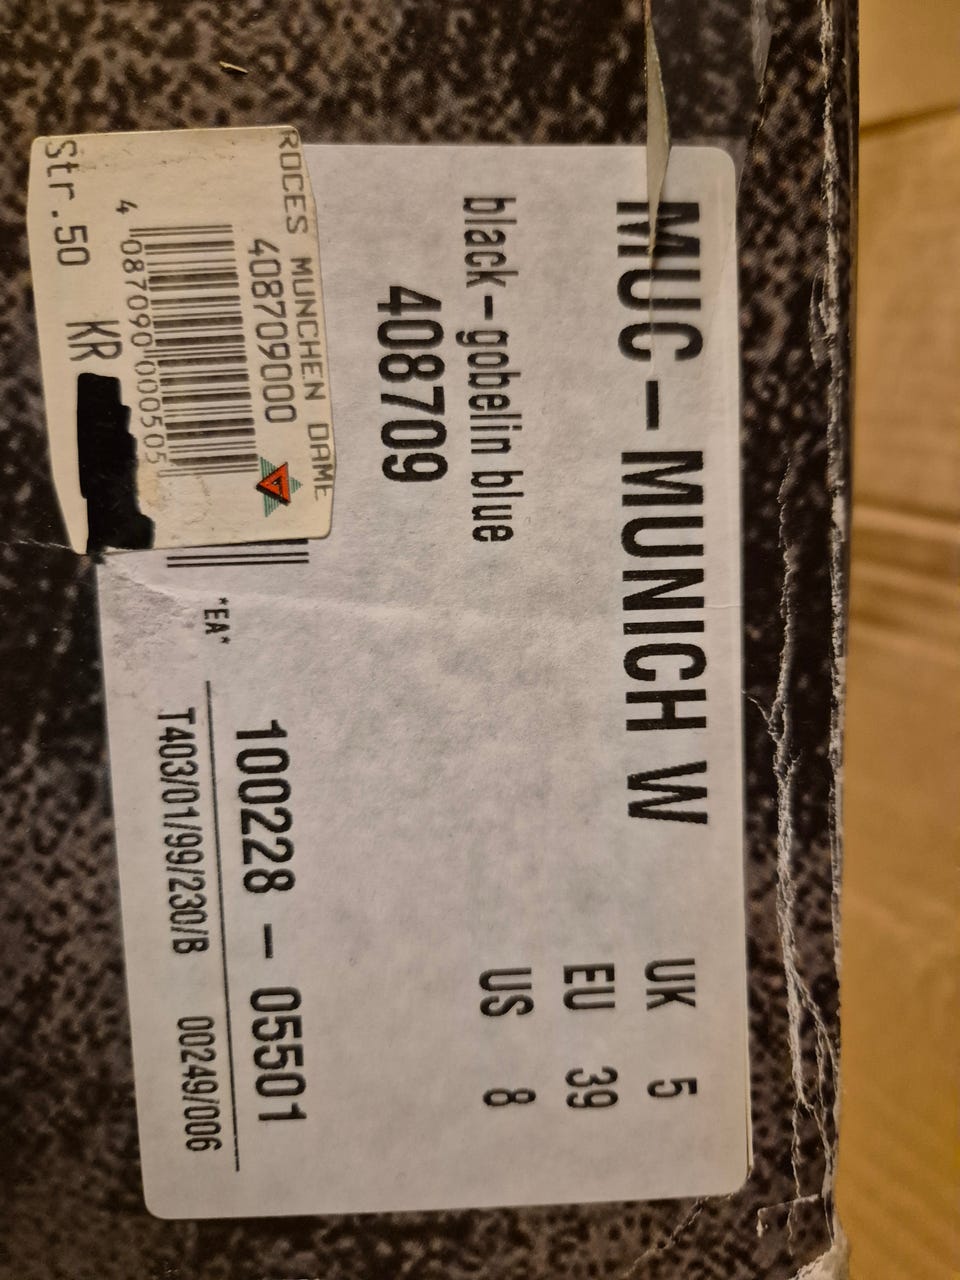 MUC – MUNICH W
black – gobelin blue
408709
UK 5
EU 39
US 8
*EA*
100228 – 05501
T403/01/99/230/B 00249/006
ROCES MUNCHEN DAME
408709000
4 087090 000505
Str.50 KR